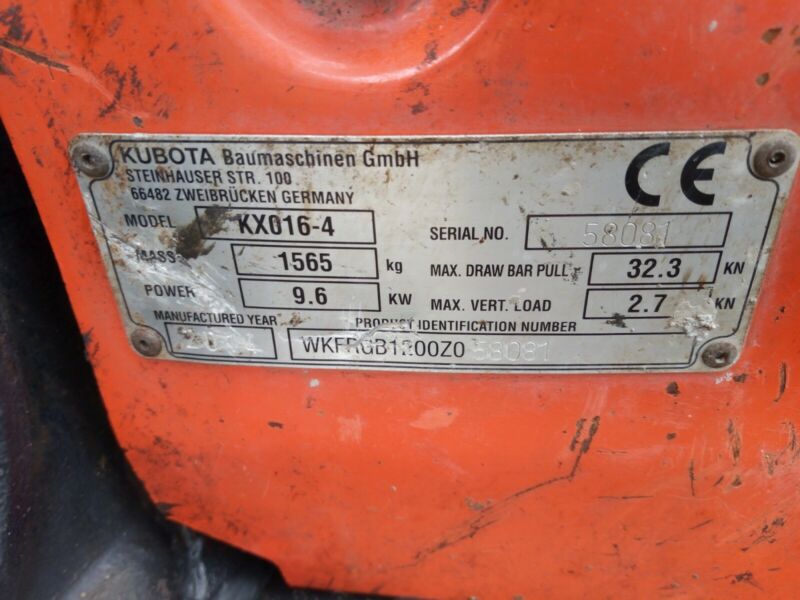 KUBOTA Baumaschinen GmbH
STEINHAUSER STR. 100
66482 ZWEIBRÜCKEN GERMANY
CE
MODEL KX016-4
SERIAL NO. 58081
MASS 1565 kg
MAX. DRAW BAR PULL 32.3 KN
POWER 9.6 KW
MAX. VERT. LOAD 2.7 KN
MANUFACTURED YEAR
PRODUCT IDENTIFICATION NUMBER